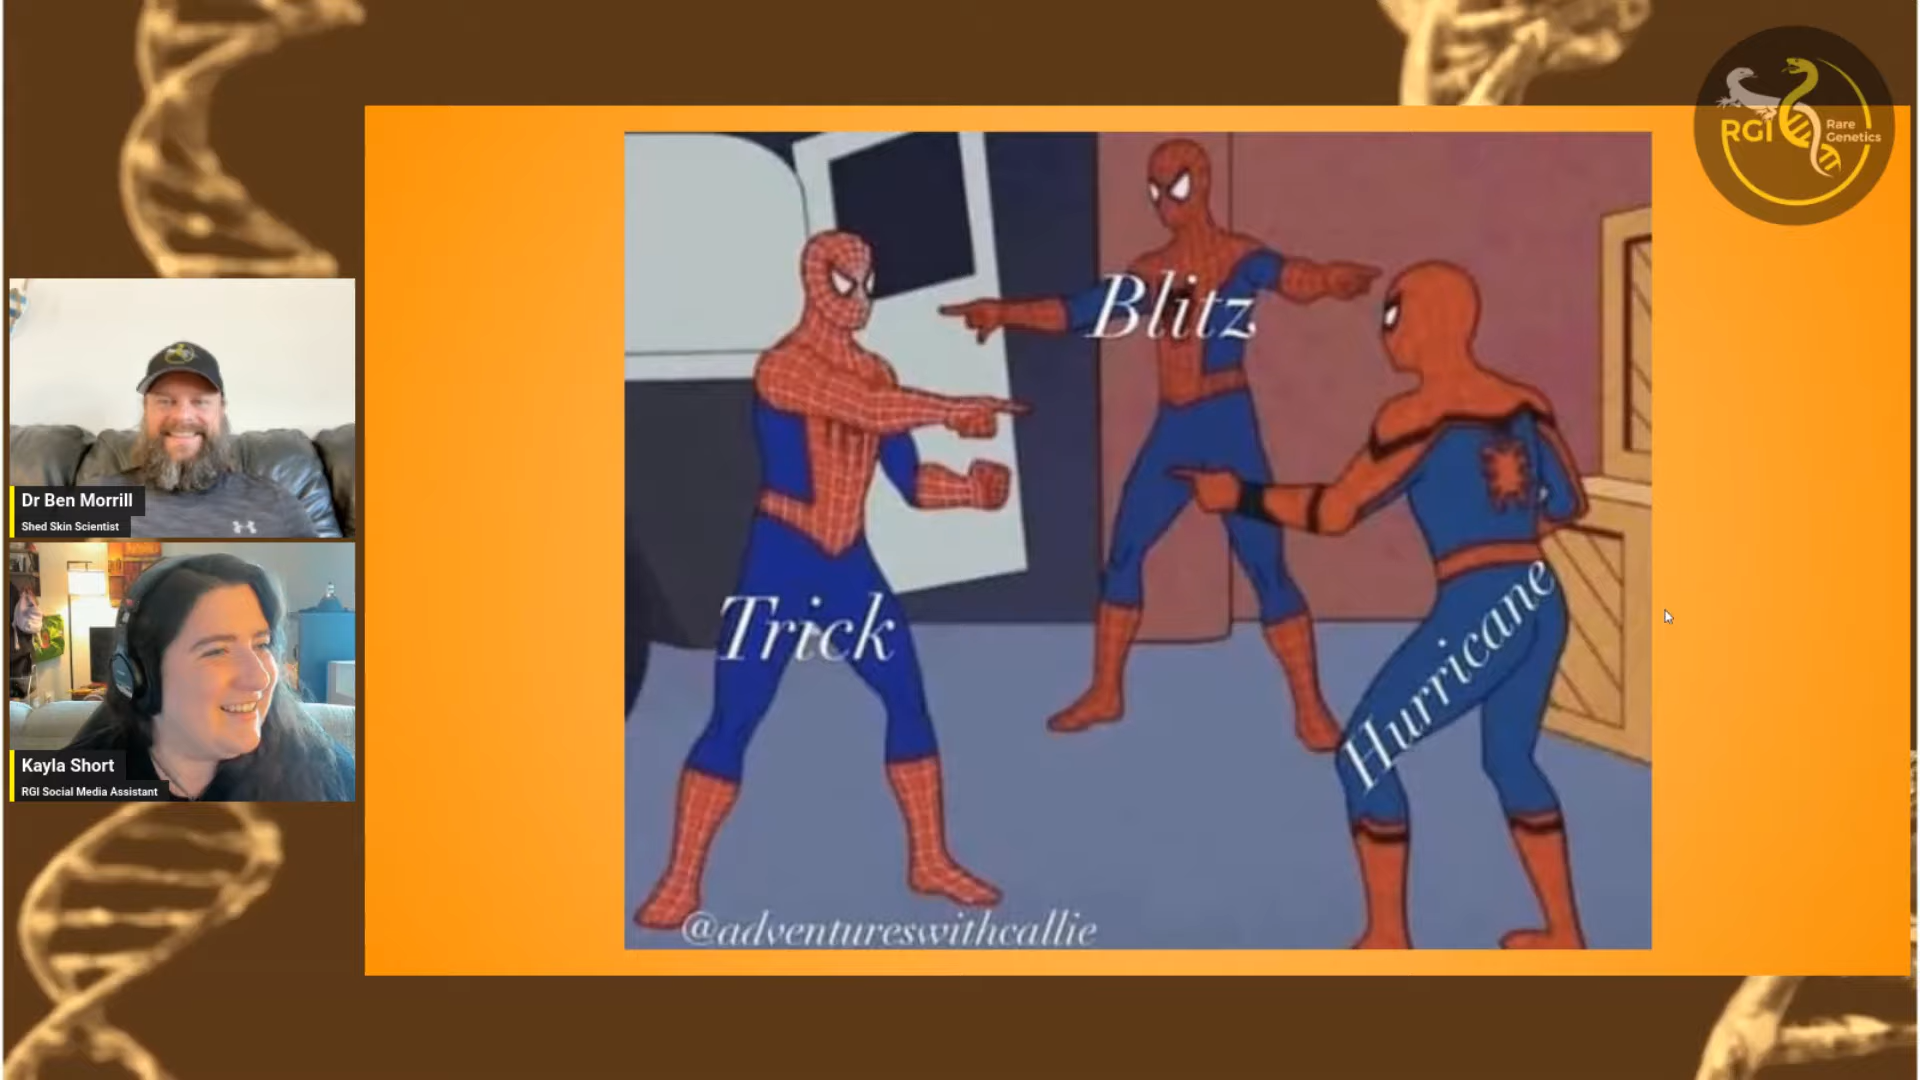 RGI
Rare
Genetics
Blitz
Trick
Hurricane
@adventureswithcallie
Dr Ben Morrill
Shed Skin Scientist
Kayla Short
RGI Social Media Assistant